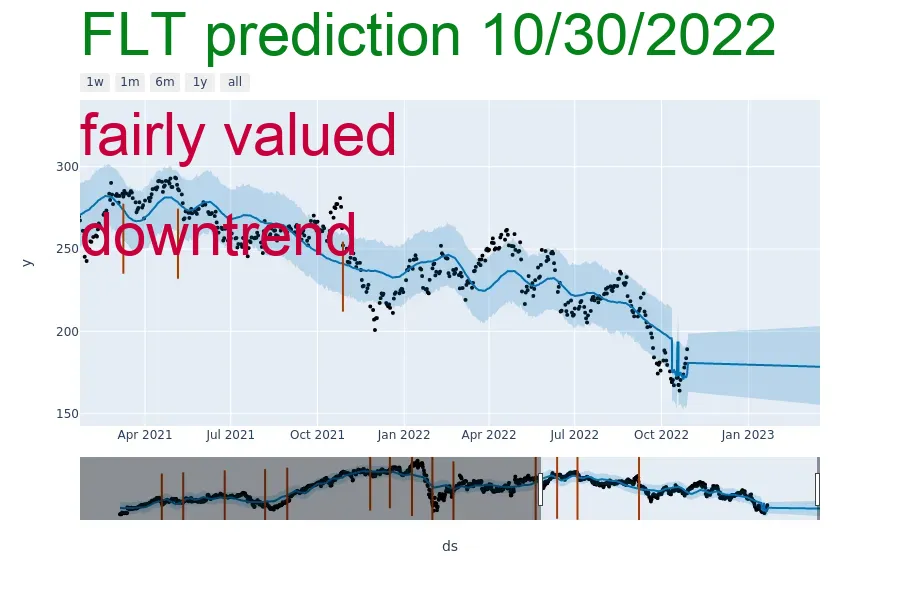 FLT prediction 10/30/2022
1w 1m 6m 1y all
fairly valued
downtrend
300
250
200
150
y
Apr 2021 Jul 2021 Oct 2021 Jan 2022 Apr 2022 Jul 2022 Oct 2022 Jan 2023
ds